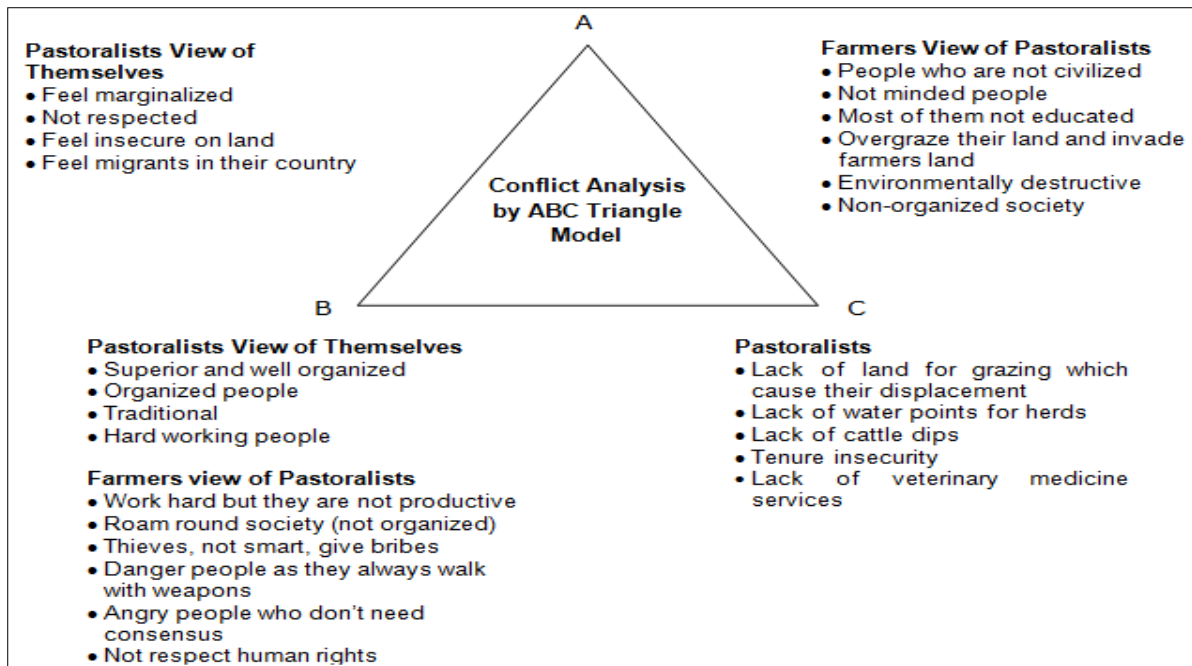 A
Pastoralists View of
Themselves
• Feel marginalized
• Not respected
• Feel insecure on land
• Feel migrants in their country
Farmers View of Pastoralists
• People who are not civilized
• Not minded people
• Most of them not educated
• Overgraze their land and invade
farmers land
• Environmentally destructive
• Non-organized society
Conflict Analysis
by ABC Triangle
Model
B
C
Pastoralists View of Themselves
• Superior and well organized
• Organized people
• Traditional
• Hard working people
Farmers view of Pastoralists
• Work hard but they are not productive
• Roam round society (not organized)
• Thieves, not smart, give bribes
• Danger people as they always walk
with weapons
• Angry people who don't need
consensus
• Not respect human rights
Pastoralists
• Lack of land for grazing which
cause their displacement
• Lack of water points for herds
• Lack of cattle dips
• Tenure insecurity
• Lack of veterinary medicine
services